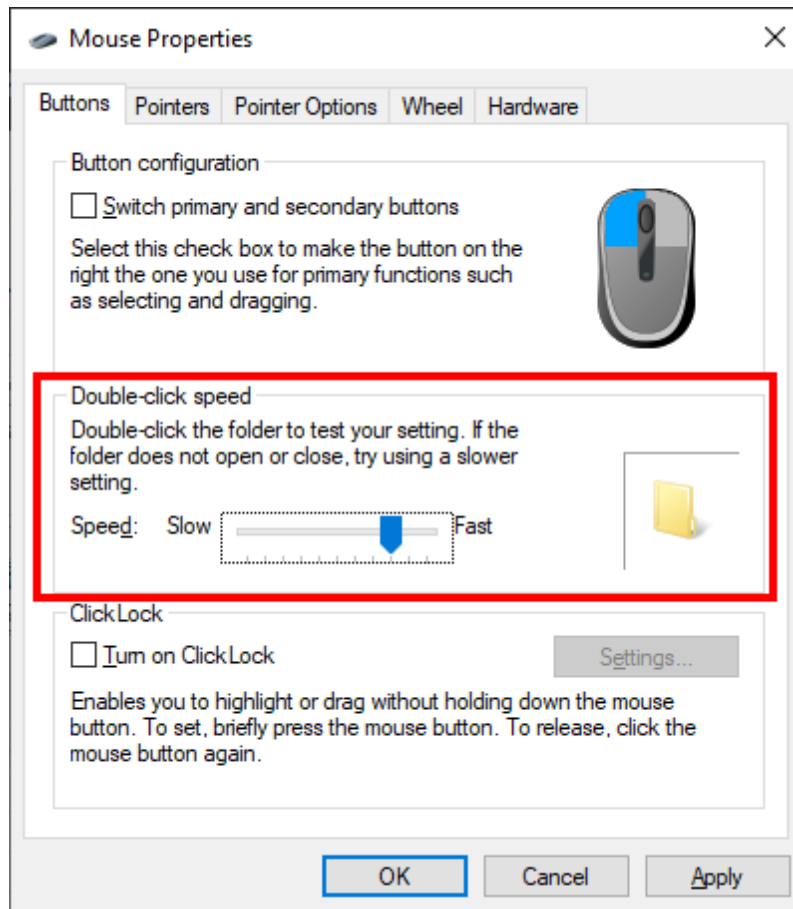 Mouse Properties
Buttons Pointers Pointer Options Wheel Hardware
Button configuration
Switch primary and secondary buttons
Select this check box to make the button on the
right the one you use for primary functions such
as selecting and dragging.
Double-click speed
Double-click the folder to test your setting. If the
folder does not open or close, try using a slower
setting.
Speed: Slow Fast
ClickLock
Turn on ClickLock
Settings...
Enables you to highlight or drag without holding down the mouse
button. To set, briefly press the mouse button. To release, click the
mouse button again.
OK Cancel Apply